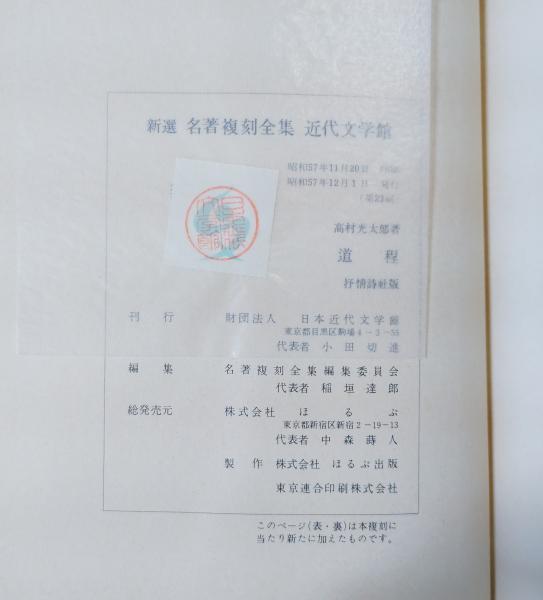 新選 名著複刻全集 近代文学館
昭和57年11月20日 印刷
昭和57年12月1日 発行
(第23刷)
高村光太郎著
道程
抒情詩社版
刊行 財団法人 日本近代文学館
東京都目黒区駒場4-3-55
代表者 小田切進
編集 名著複刻全集編集委員会
代表者 稲垣達郎
総発売元 株式会社 ほるぷ
東京都新宿区新宿2-19-13
代表者 中森蒔人
製作 株式会社 ほるぷ出版
東京連合印刷株式会社
このページ(表・裏)は本複刻に
当たり新たに加えたものです。